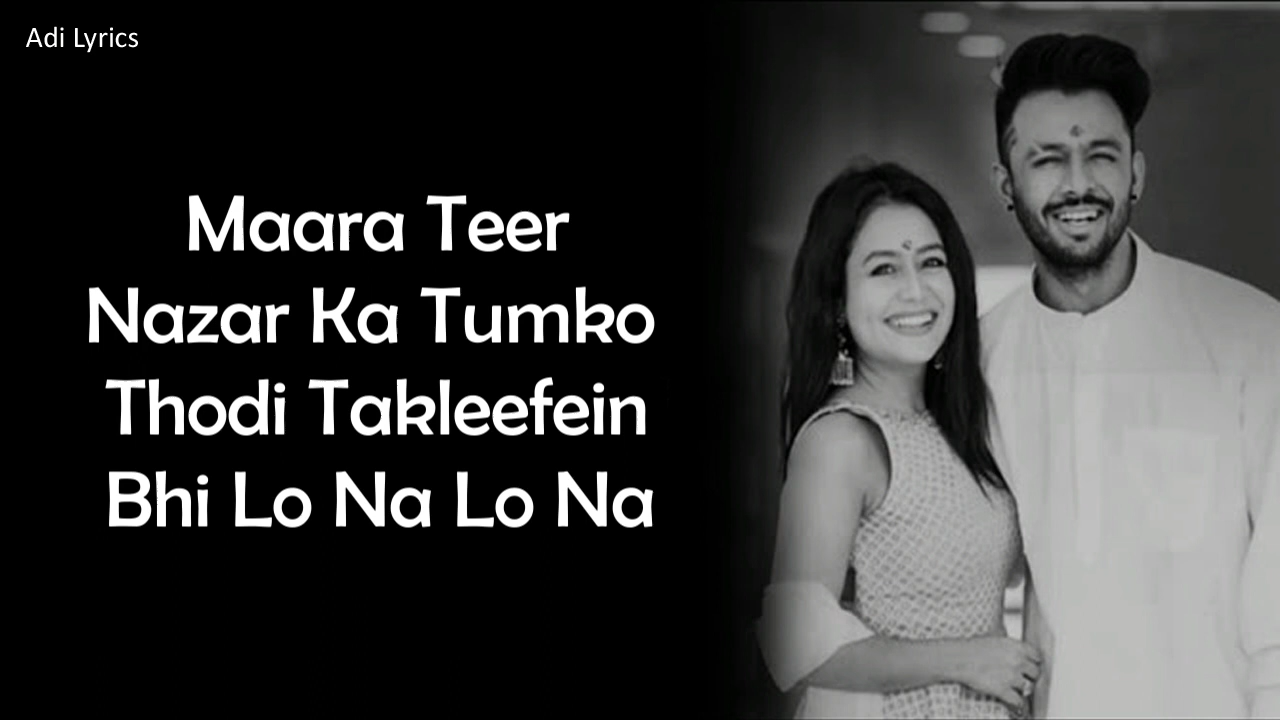 Adi Lyrics
Maara Teer
Nazar Ka Tumko
Thodi Takleefein
Bhi Lo Na Lo Na